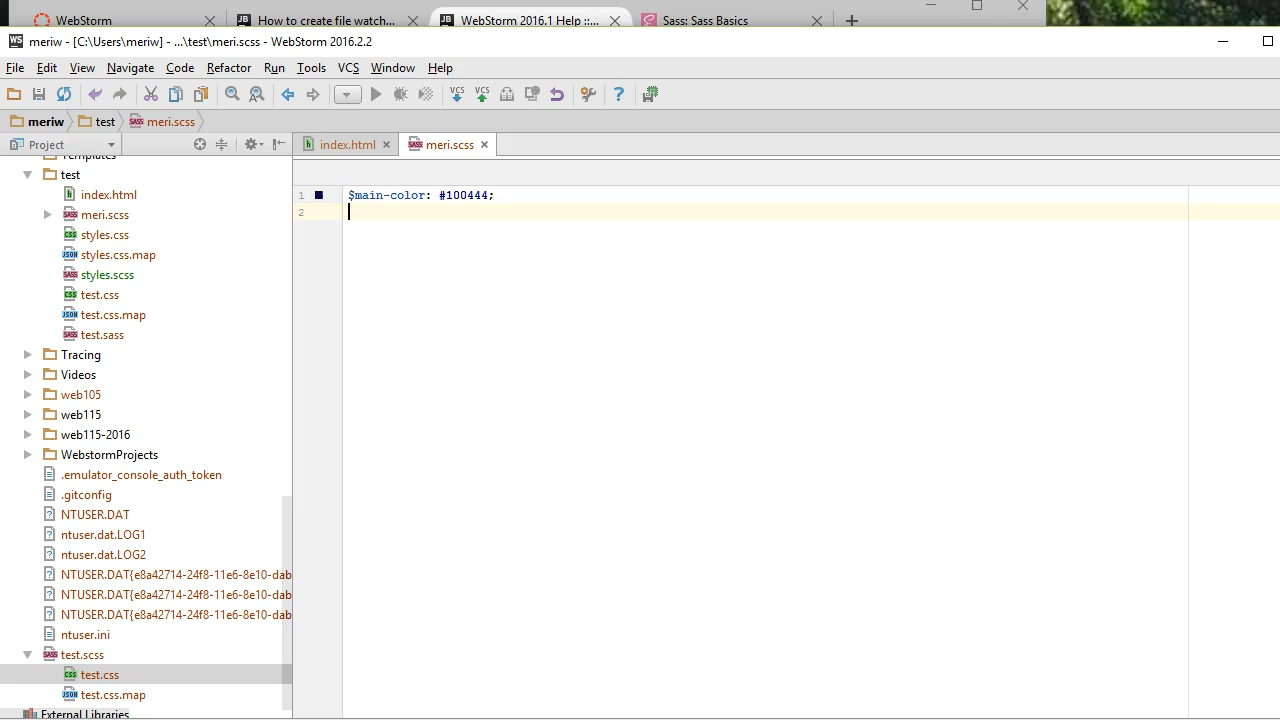 WebStorm
How to create file watch...
WebStorm 2016.1 Help ::...
Sass: Sass Basics
meriw - [C:\Users\meriw] - ...\test\meri.scss - WebStorm 2016.2.2
File Edit View Navigate Code Refactor Run Tools VCS Window Help
meriw test meri.scss
Project
index.html
meri.scss
Templates
test
index.html
meri.scss
styles.css
styles.css.map
styles.scss
test.css
test.css.map
test.sass
Tracing
Videos
web105
web115
web115-2016
WebstormProjects
.emulator_console_auth_token
.gitconfig
NTUSER.DAT
ntuser.dat.LOG1
ntuser.dat.LOG2
NTUSER.DAT{e8a42714-24f8-11e6-8e10-dab
NTUSER.DAT{e8a42714-24f8-11e6-8e10-dab
NTUSER.DAT{e8a42714-24f8-11e6-8e10-dab
ntuser.ini
test.scss
test.css
test.css.map
External Libraries
1 $main-color: #100444;
2